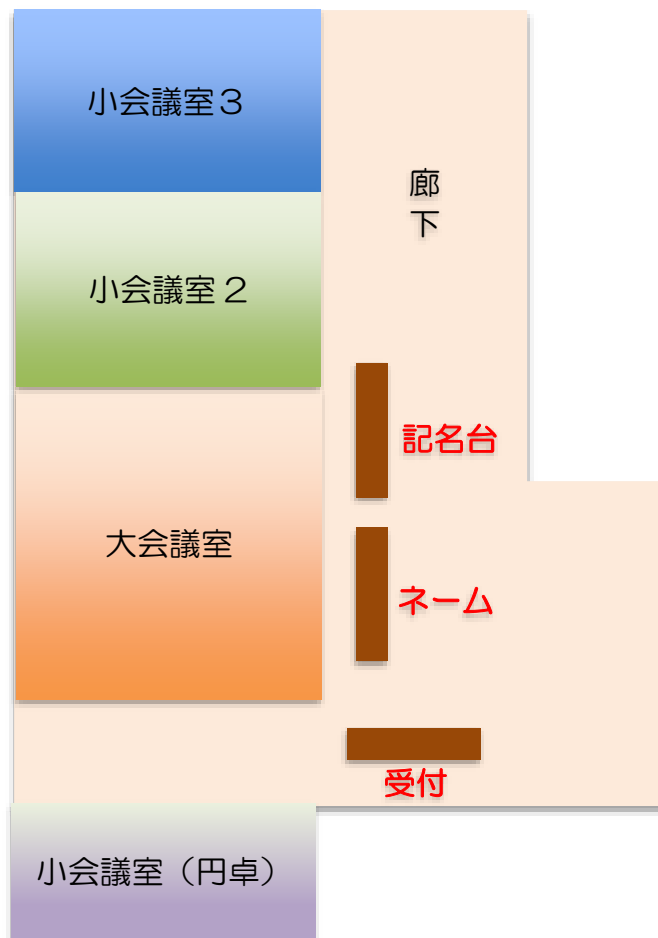 小会議室３
廊
下
小会議室２
記名台
大会議室
ネーム
受付
小会議室（円卓）